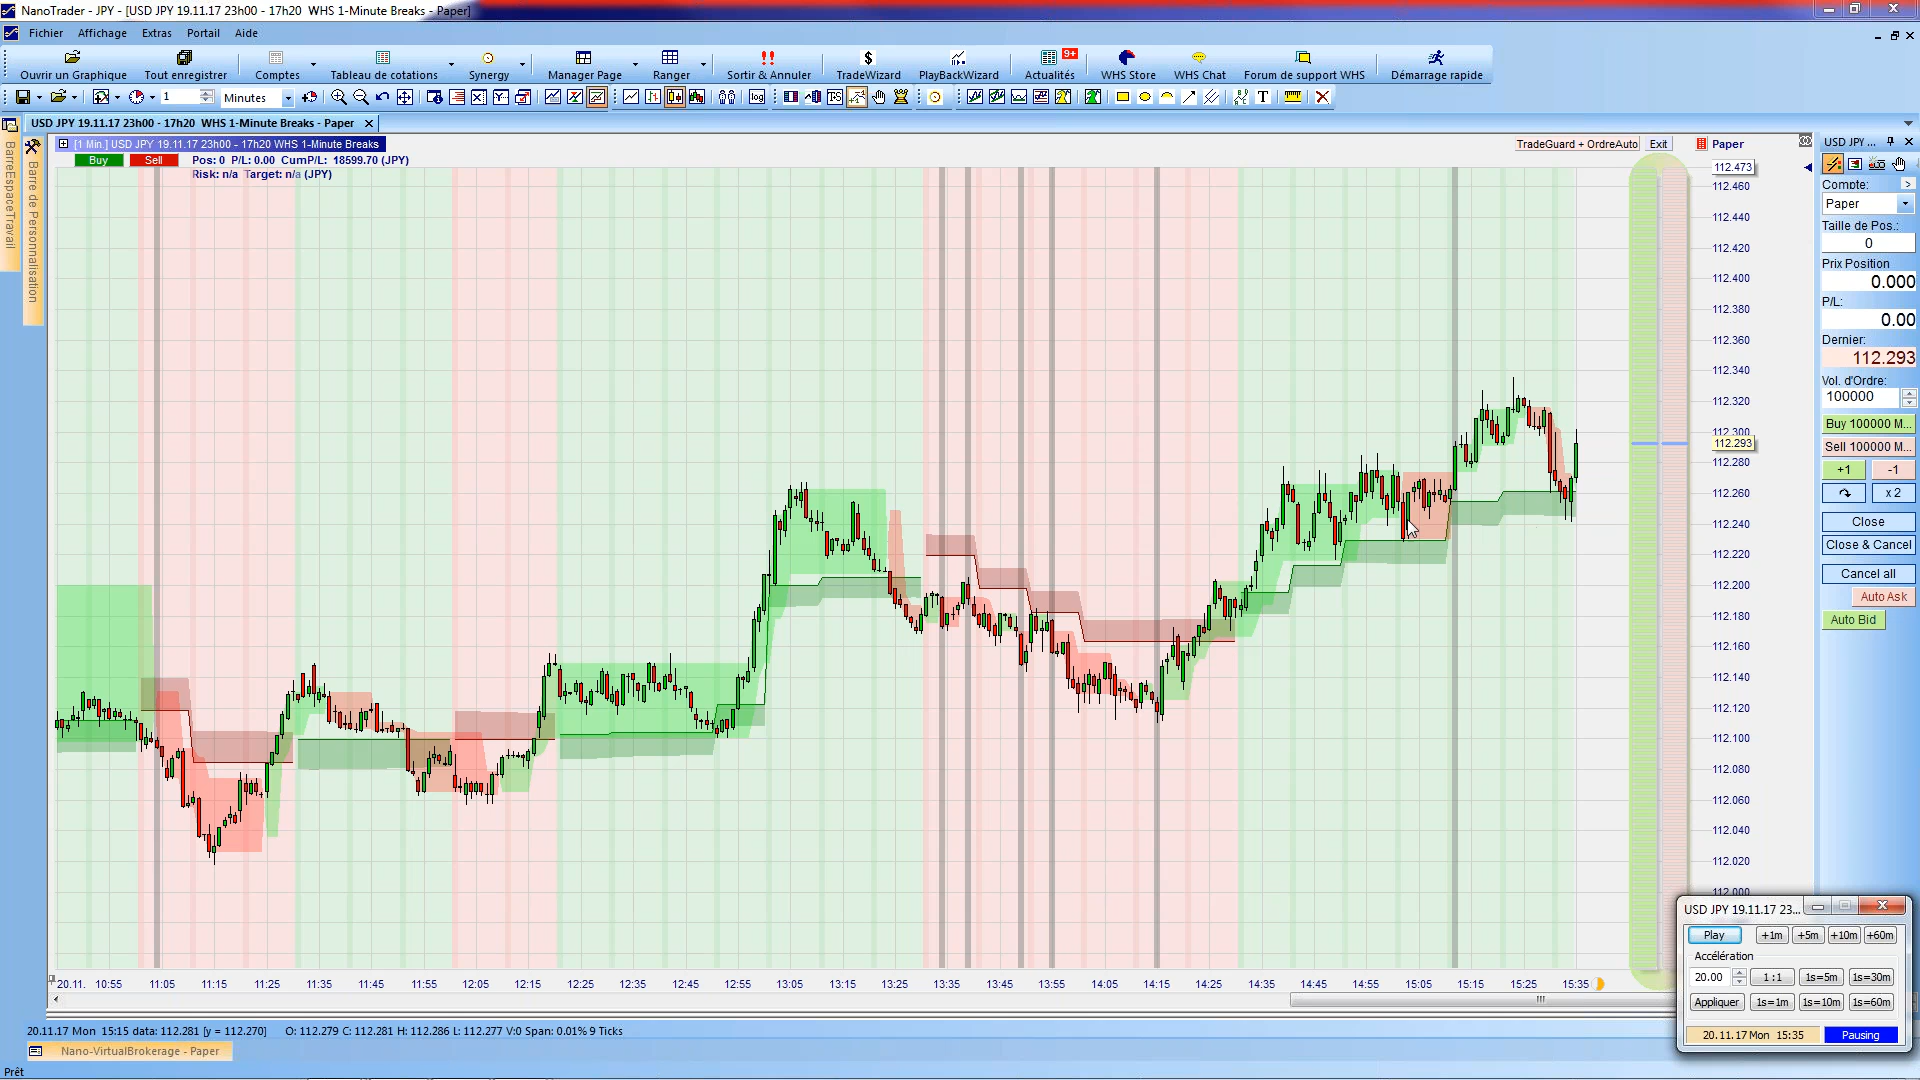 NanoTrader - JPY - [USD JPY 19.11.17 23h00 - 17h20  WHS 1-Minute Breaks - Paper]
Fichier Affichage Extras Portail Aide
Ouvrir un Graphique Tout enregistrer Comptes Tableau de cotations Synergy Manager Page Ranger Sortir & Annuler TradeWizard PlayBackWizard Actualités 9+ WHS Store WHS Chat Forum de support WHS Démarrage rapide
1 Minutes
USD JPY 19.11.17 23h00 - 17h20  WHS 1-Minute Breaks - Paper
BarreEspaceTravail
Barre de Personnalisation
[1 Min.] USD JPY 19.11.17 23h00 - 17h20 WHS 1-Minute Breaks
TradeGuard + OrdreAuto Exit Paper
Buy Sell Pos: 0 P/L: 0.00 CumP/L: 18599.70 (JPY)
Risk: n/a Target: n/a (JPY)
112.473
112.460
112.440
112.420
112.400
112.380
112.360
112.340
112.320
112.300
112.293
112.280
112.260
112.240
112.220
112.200
112.180
112.160
112.140
112.120
112.100
112.080
112.060
112.040
112.020
112.000
20.11. 10:55 11:05 11:15 11:25 11:35 11:45 11:55 12:05 12:15 12:25 12:35 12:45 12:55 13:05 13:15 13:25 13:35 13:45 13:55 14:05 14:15 14:25 14:35 14:45 14:55 15:05 15:15 15:25 15:35
20.11.17 Mon 15:15 data: 112.281 [y = 112.270] O: 112.279 C: 112.281 H: 112.286 L: 112.277 V:0 Span: 0.01% 9 Ticks
Nano-VirtualBrokerage - Paper
Prêt
USD JPY ...
Compte:
Paper
Taille de Pos.:
0
Prix Position
0.000
P/L:
0.00
Dernier:
112.293
Vol. d'Ordre:
100000
Buy 100000 M...
Sell 100000 M...
+1 -1
x 2
Close
Close & Cancel
Cancel all
Auto Ask
Auto Bid
USD JPY 19.11.17 23...
Play +1m +5m +10m +60m
Accélération
20.00 1 :1 1s=5m 1s=30m
Appliquer 1s=1m 1s=10m 1s=60m
20.11.17 Mon 15:35 Pausing